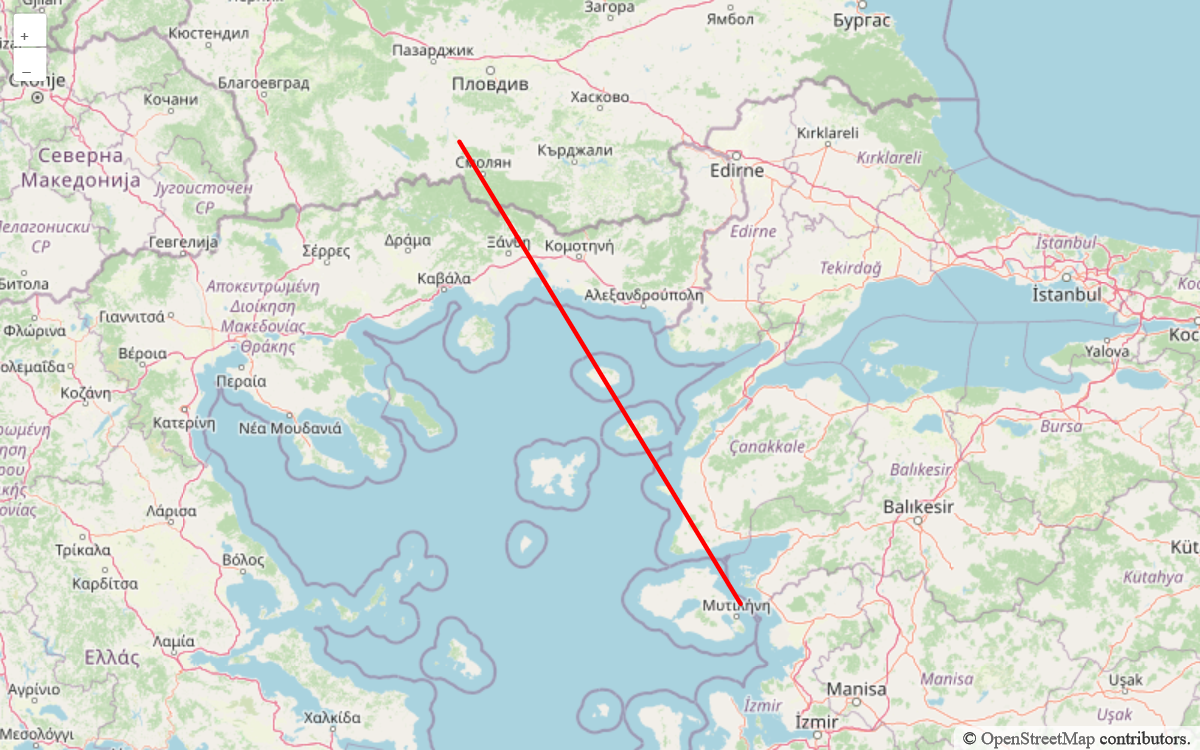 Загора
Ямбол
Бургас
Кюстендил
Пазарджик
Пловдив
+
–
Скопје
Благоевград
Кочани
Хасково
Kırklareli
Северна
Македонија
Смолян
Кърджали
Edirne
Kırklareli
Југоисточен
СР
СР
Гевгелија
Σέρρες
Δράμα
Ξάνθη
Κομοτηνή
Edirne
İstanbul
Битола
Αποκεντρωμένη
Διοίκηση
Μακεδονίας
- Θράκης
Καβάλα
Αλεξανδρούπολη
Tekirdağ
İstanbul
Φλώρινα
Γιαννιτσά
Βέροια
Περαία
Yalova
Κοζάνη
Κατερίνη
Νέα Μουδανιά
Çanakkale
Bursa
Balıkesir
Balıkesir
Λάρισα
Τρίκαλα
Βόλος
Καρδίτσα
Kütahya
Μυτιλήνη
Λαμία
Ελλάς
Αγρίνιο
Manisa
Manisa
Uşak
Uşak
İzmir
İzmir
Χαλκίδα
Μεσολόγγι
© OpenStreetMap contributors.